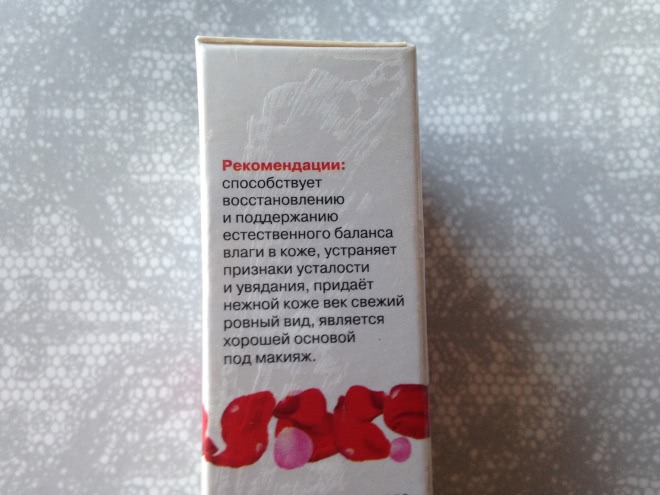 Рекомендации:
способствует
восстановлению
и поддержанию
естественного баланса
влаги в коже, устраняет
признаки усталости
и увядания, придаёт
нежной коже век свежий
ровный вид, является
хорошей основой
под макияж.